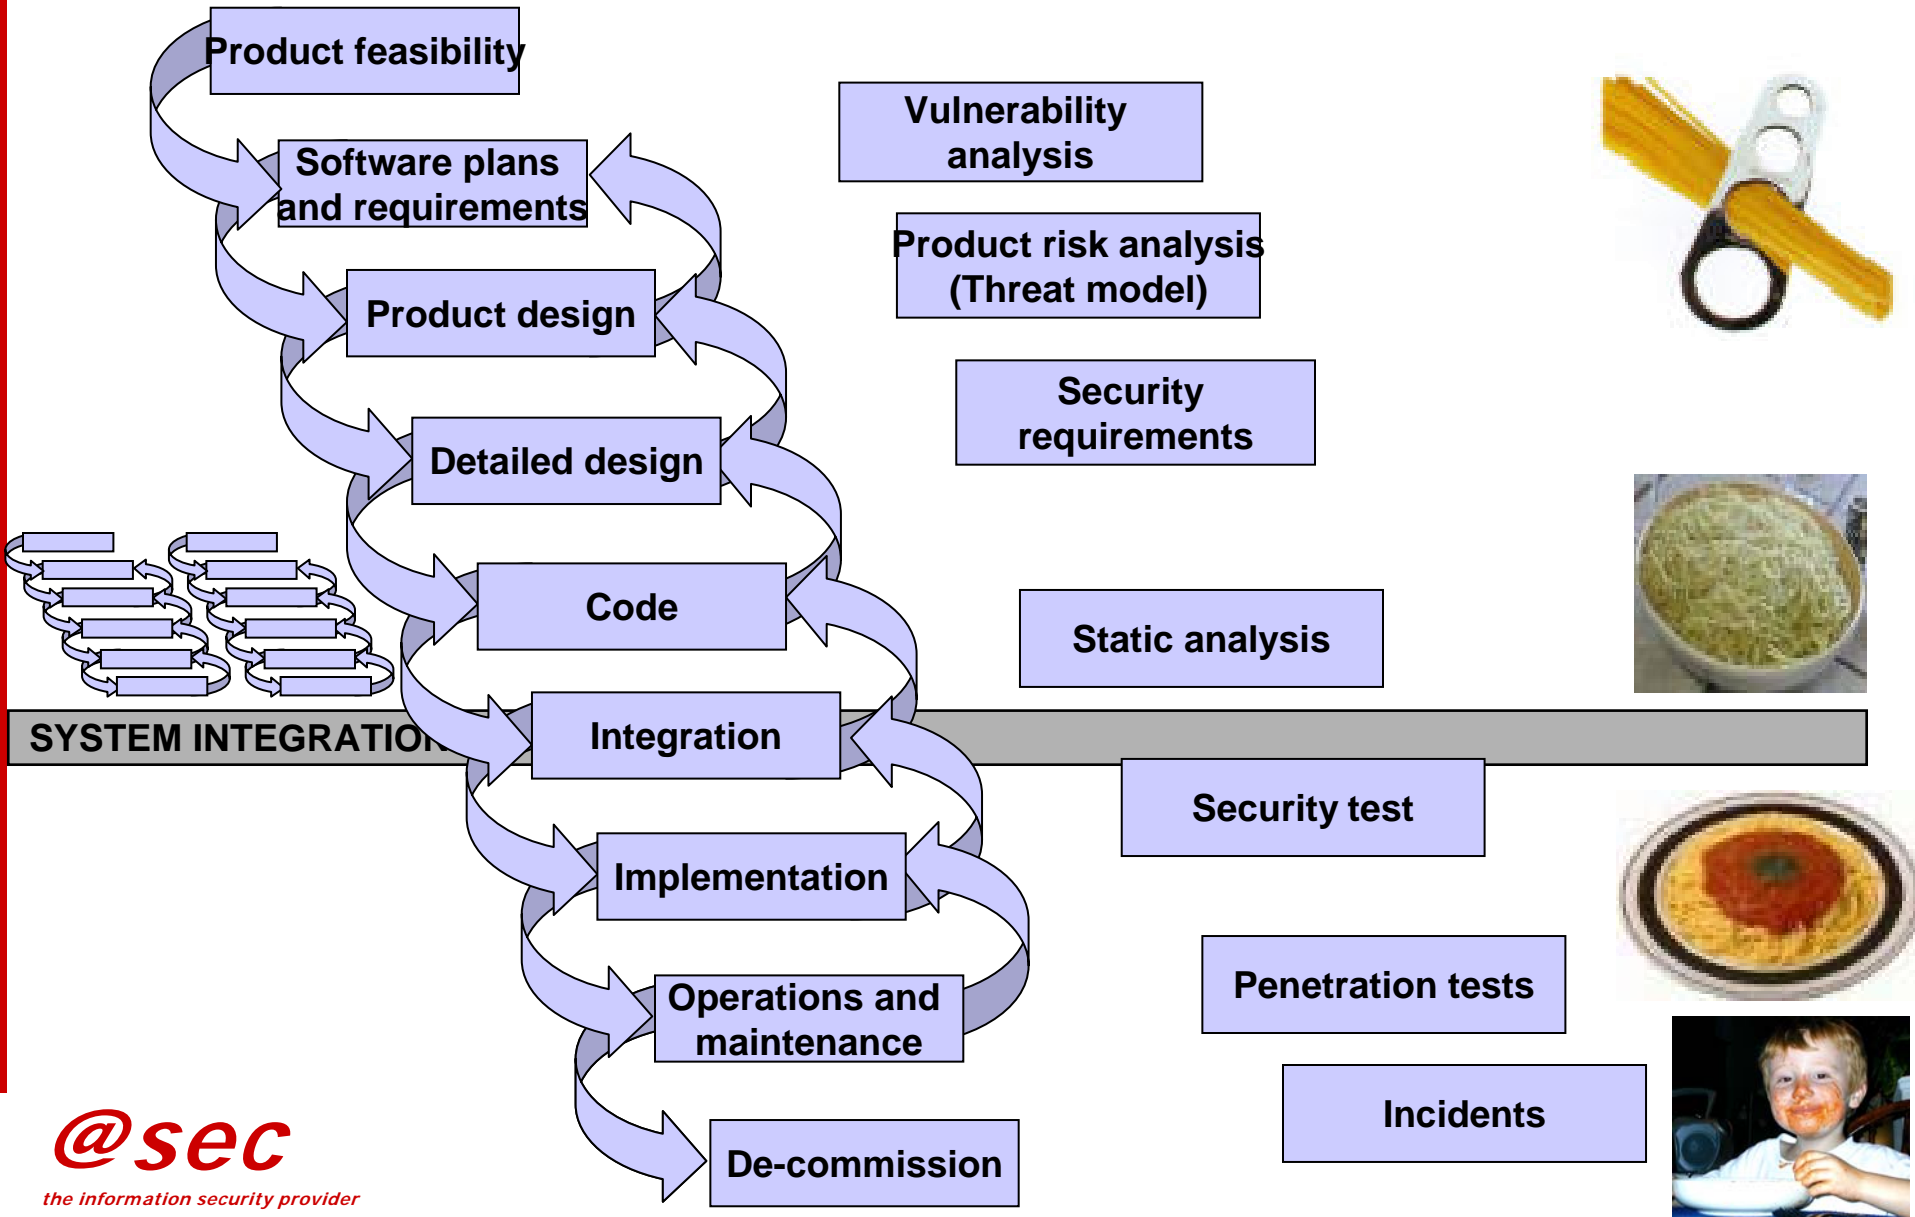 Product feasibility
Software plans
and requirements
Product design
Detailed design
Code
SYSTEM INTEGRATION
Integration
Implementation
Operations and
maintenance
De-commission
Vulnerability
analysis
Product risk analysis
(Threat model)
Security
requirements
Static analysis
Security test
Penetration tests
Incidents
@sec
the information security provider